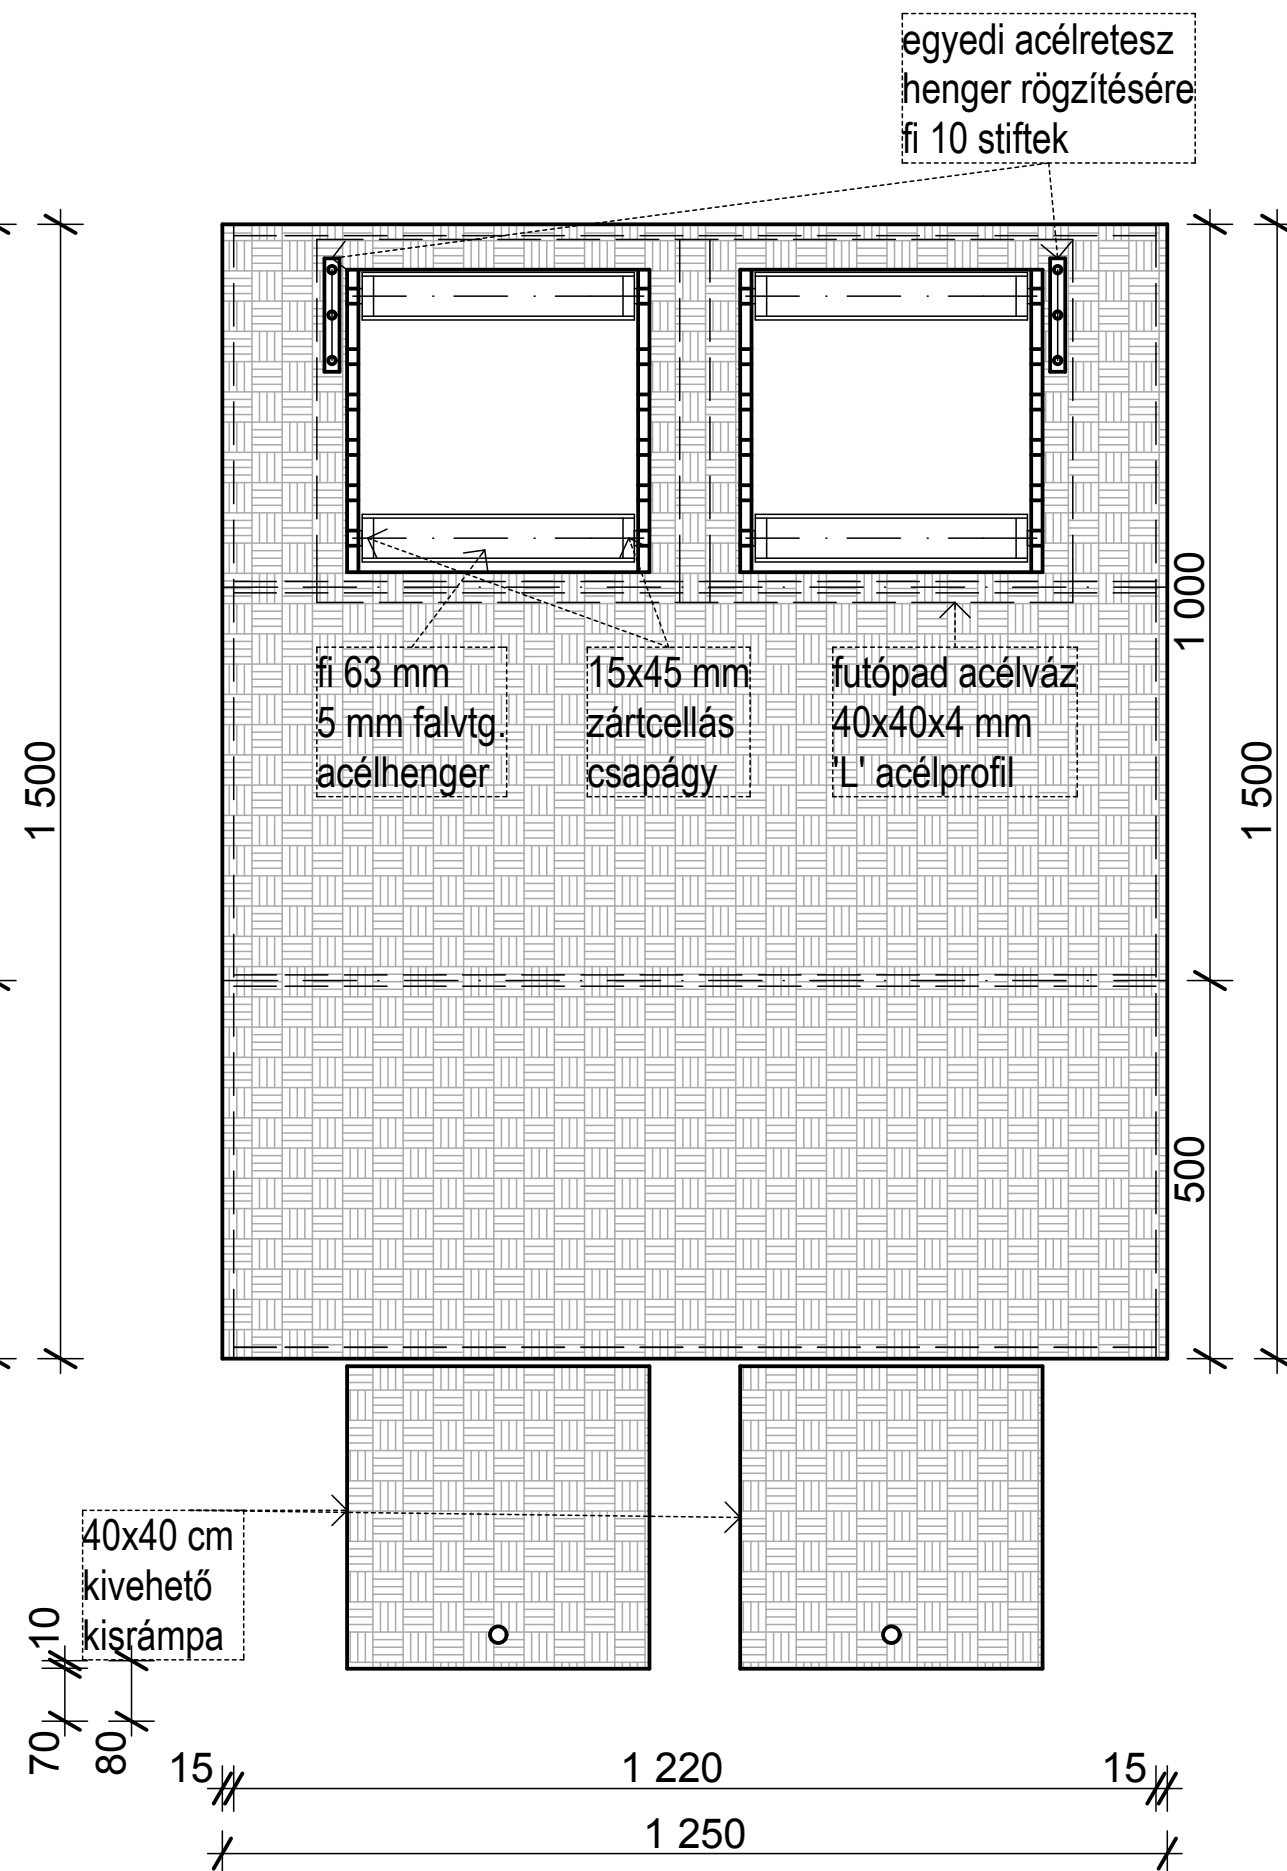 egyedi acélretesz
henger rögzítésére
fi 10 stiftek
1 000
fi 63 mm
5 mm falvtg.
acélhenger
15x45 mm
zártcellás
csapágy
futópad acélváz
40x40x4 mm
'L' acélprofil
1 500
1 500
500
40x40 cm
kivehető
kisrámpa
10
70
80
15
1 220
15
1 250